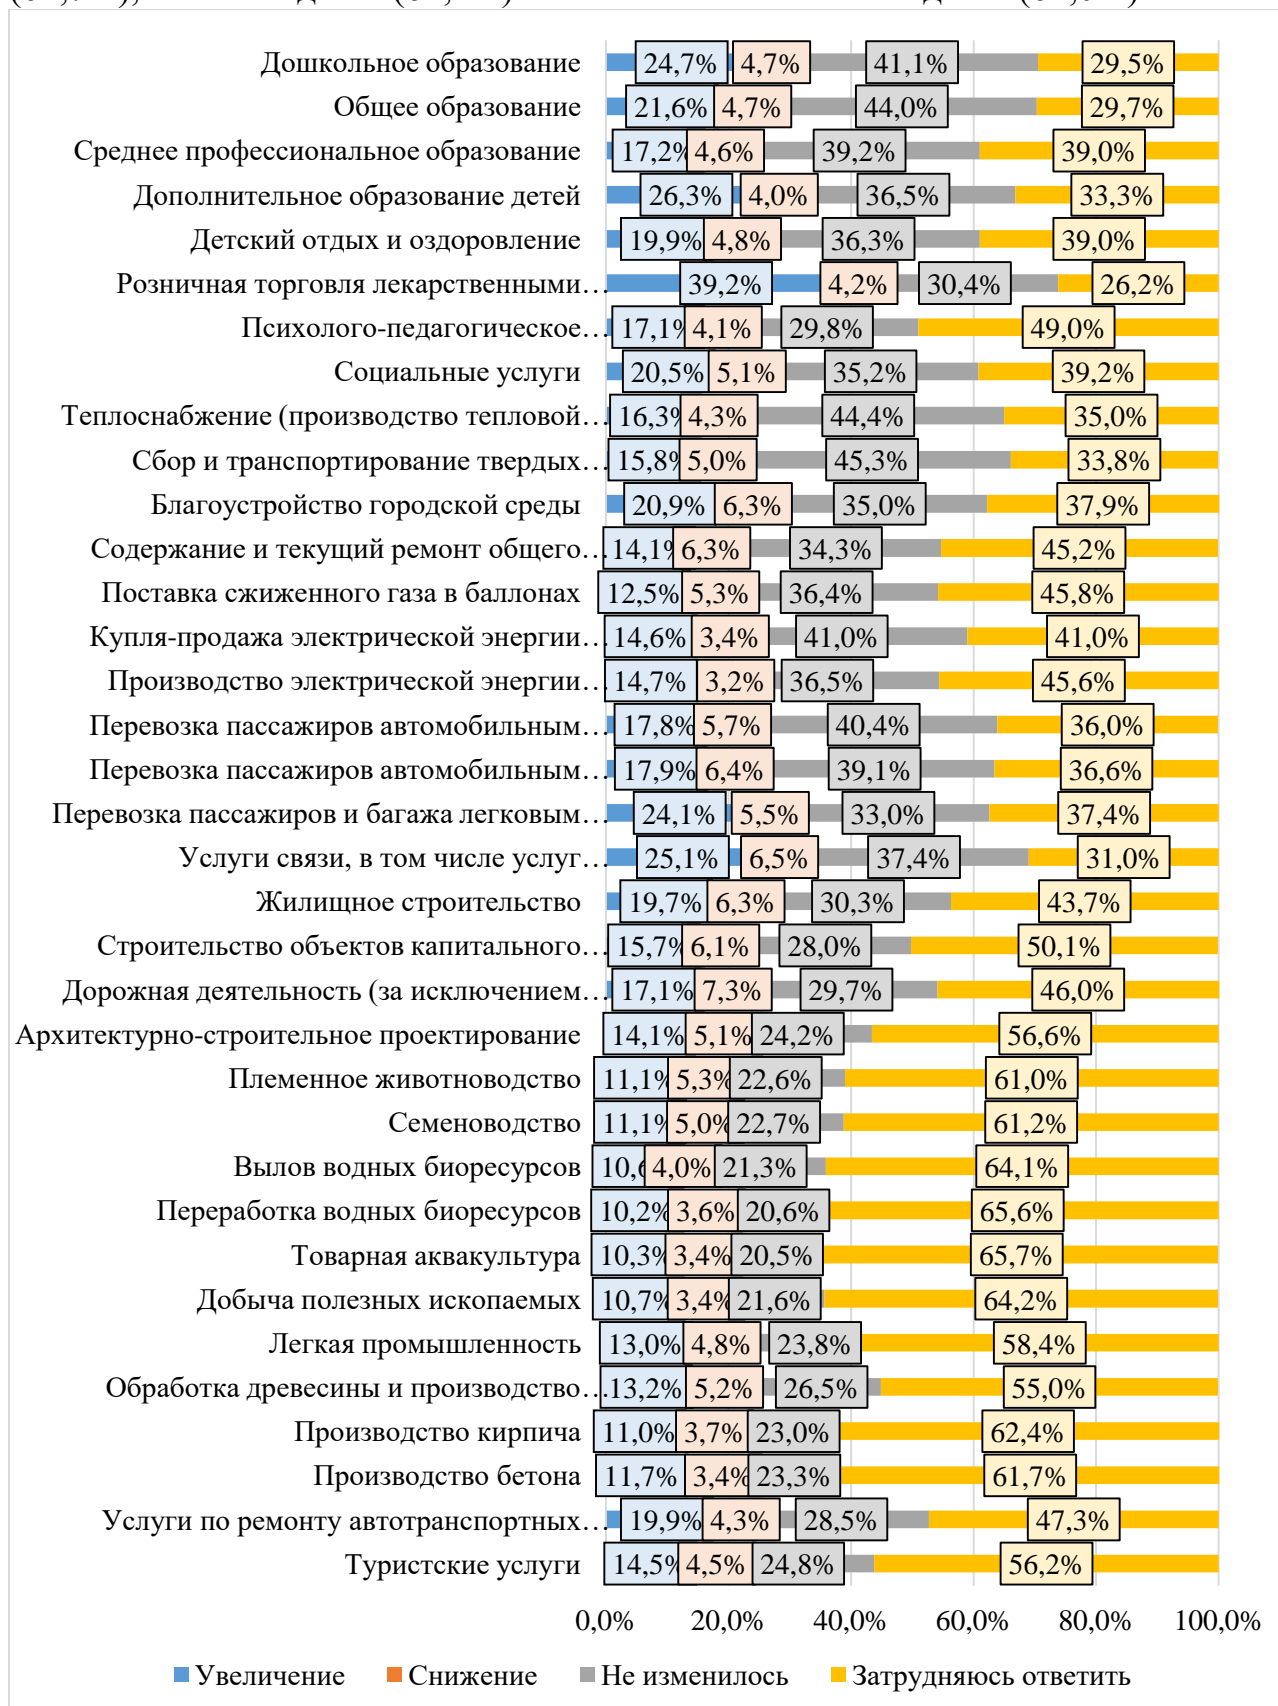 Дошкольное образование 24,7% 4,7% 41,1% 29,5%
Общее образование 21,6% 4,7% 44,0% 29,7%
Среднее профессиональное образование 17,2% 4,6% 39,2% 39,0%
Дополнительное образование детей 26,3% 4,0% 36,5% 33,3%
Детский отдых и оздоровление 19,9% 4,8% 36,3% 39,0%
Розничная торговля лекарственными… 39,2% 4,2% 30,4% 26,2%
Психолого-педагогическое… 17,1% 4,1% 29,8% 49,0%
Социальные услуги 20,5% 5,1% 35,2% 39,2%
Теплоснабжение (производство тепловой… 16,3% 4,3% 44,4% 35,0%
Сбор и транспортирование твердых… 15,8% 5,0% 45,3% 33,8%
Благоустройство городской среды 20,9% 6,3% 35,0% 37,9%
Содержание и текущий ремонт общего… 14,1% 6,3% 34,3% 45,2%
Поставка сжиженного газа в баллонах 12,5% 5,3% 36,4% 45,8%
Купля-продажа электрической энергии… 14,6% 3,4% 41,0% 41,0%
Производство электрической энергии… 14,7% 3,2% 36,5% 45,6%
Перевозка пассажиров автомобильным… 17,8% 5,7% 40,4% 36,0%
Перевозка пассажиров автомобильным… 17,9% 6,4% 39,1% 36,6%
Перевозка пассажиров и багажа легковым… 24,1% 5,5% 33,0% 37,4%
Услуги связи, в том числе услуг… 25,1% 6,5% 37,4% 31,0%
Жилищное строительство 19,7% 6,3% 30,3% 43,7%
Строительство объектов капитального… 15,7% 6,1% 28,0% 50,1%
Дорожная деятельность (за исключением… 17,1% 7,3% 29,7% 46,0%
Архитектурно-строительное проектирование 14,1% 5,1% 24,2% 56,6%
Племенное животноводство 11,1% 5,3% 22,6% 61,0%
Семеноводство 11,1% 5,0% 22,7% 61,2%
Вылов водных биоресурсов 10,6 4,0% 21,3% 64,1%
Переработка водных биоресурсов 10,2% 3,6% 20,6% 65,6%
Товарная аквакультура 10,3% 3,4% 20,5% 65,7%
Добыча полезных ископаемых 10,7% 3,4% 21,6% 64,2%
Легкая промышленность 13,0% 4,8% 23,8% 58,4%
Обработка древесины и производство… 13,2% 5,2% 26,5% 55,0%
Производство кирпича 11,0% 3,7% 23,0% 62,4%
Производство бетона 11,7% 3,4% 23,3% 61,7%
Услуги по ремонту автотранспортных… 19,9% 4,3% 28,5% 47,3%
Туристские услуги 14,5% 4,5% 24,8% 56,2%
0,0% 20,0% 40,0% 60,0% 80,0% 100,0%
Увеличение Снижение Не изменилось Затрудняюсь ответить